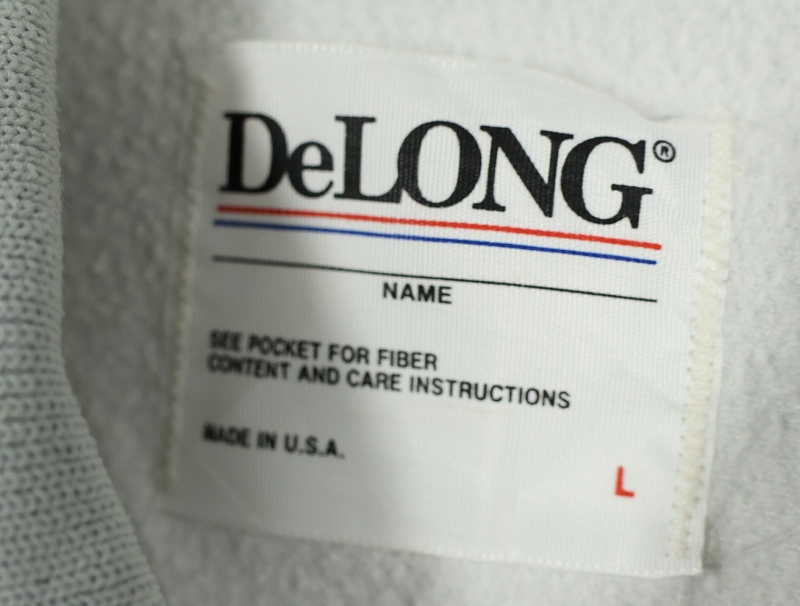 DeLONG®
NAME
SEE POCKET FOR FIBER
CONTENT AND CARE INSTRUCTIONS
MADE IN U.S.A.
L